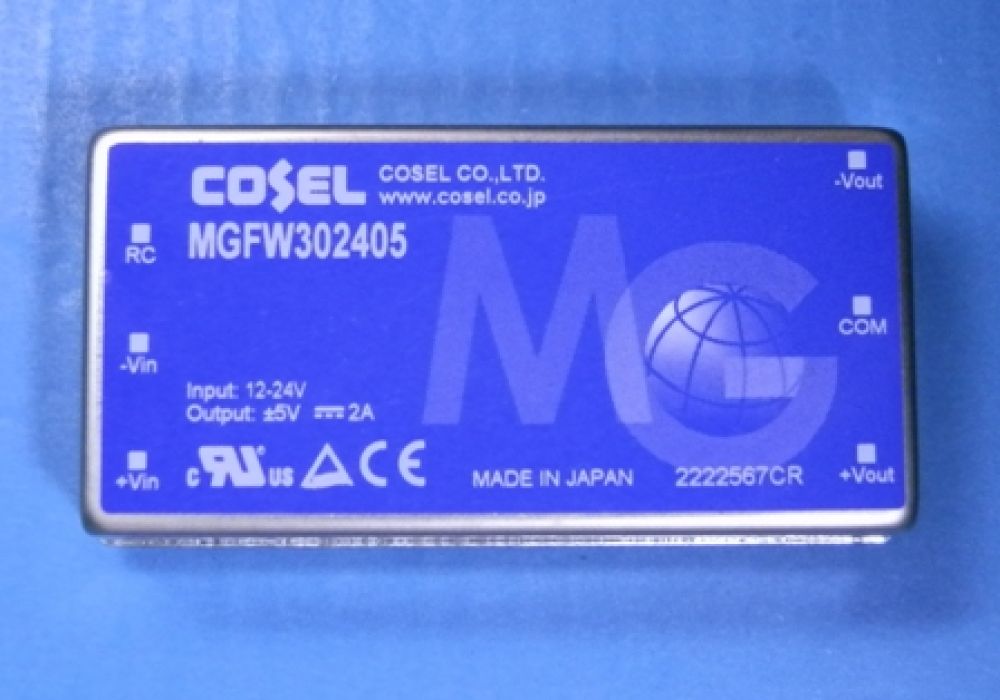 COSEL COSEL CO.,LTD.
www.cosel.co.jp
-Vout
RC
MGFW302405
MG
COM
-Vin
Input: 12-24V
Output: ±5V ⎓ 2A
+Vin
c RU US CE
MADE IN JAPAN
2222567CR
+Vout